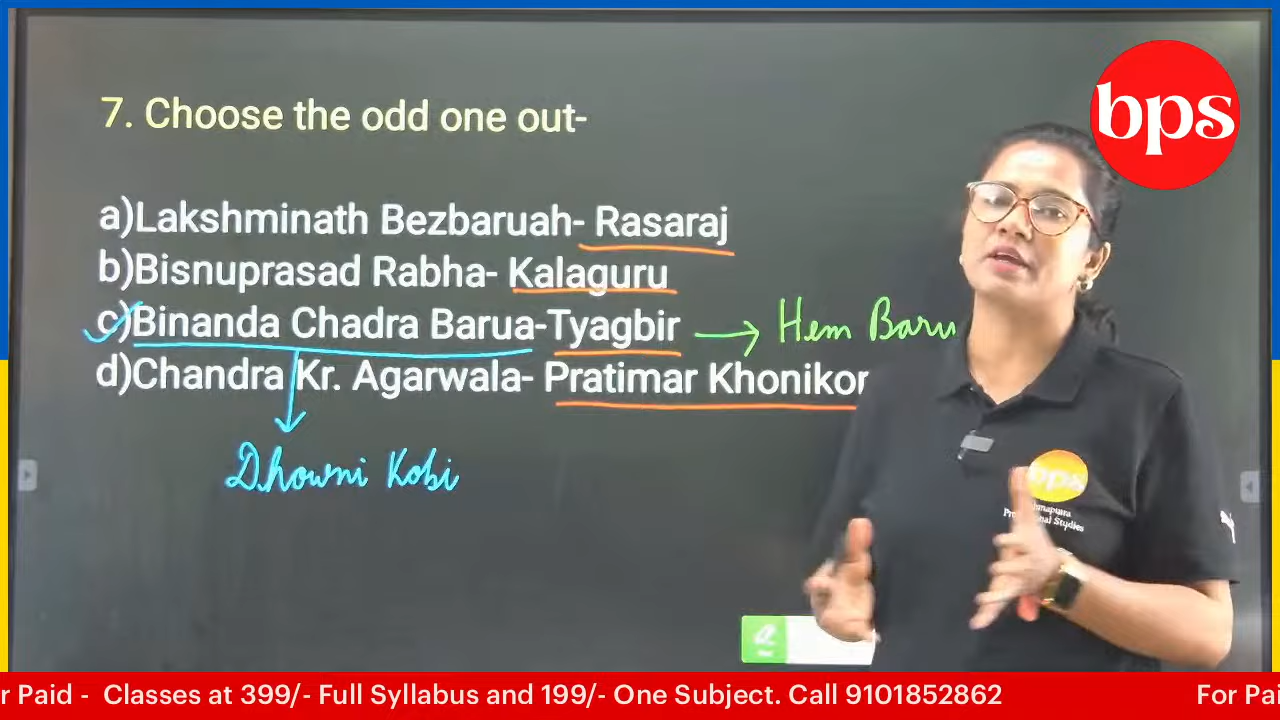 bps
7. Choose the odd one out-
a)Lakshminath Bezbaruah- Rasaraj
b)Bisnuprasad Rabha- Kalaguru
c)Binanda Chadra Barua-Tyagbir → Hem Baru
d)Chandra Kr. Agarwala- Pratimar Khonikor
Dhowni Kobi
bps
r Paid - Classes at 399/- Full Syllabus and 199/- One Subject. Call 9101852862 For Pai